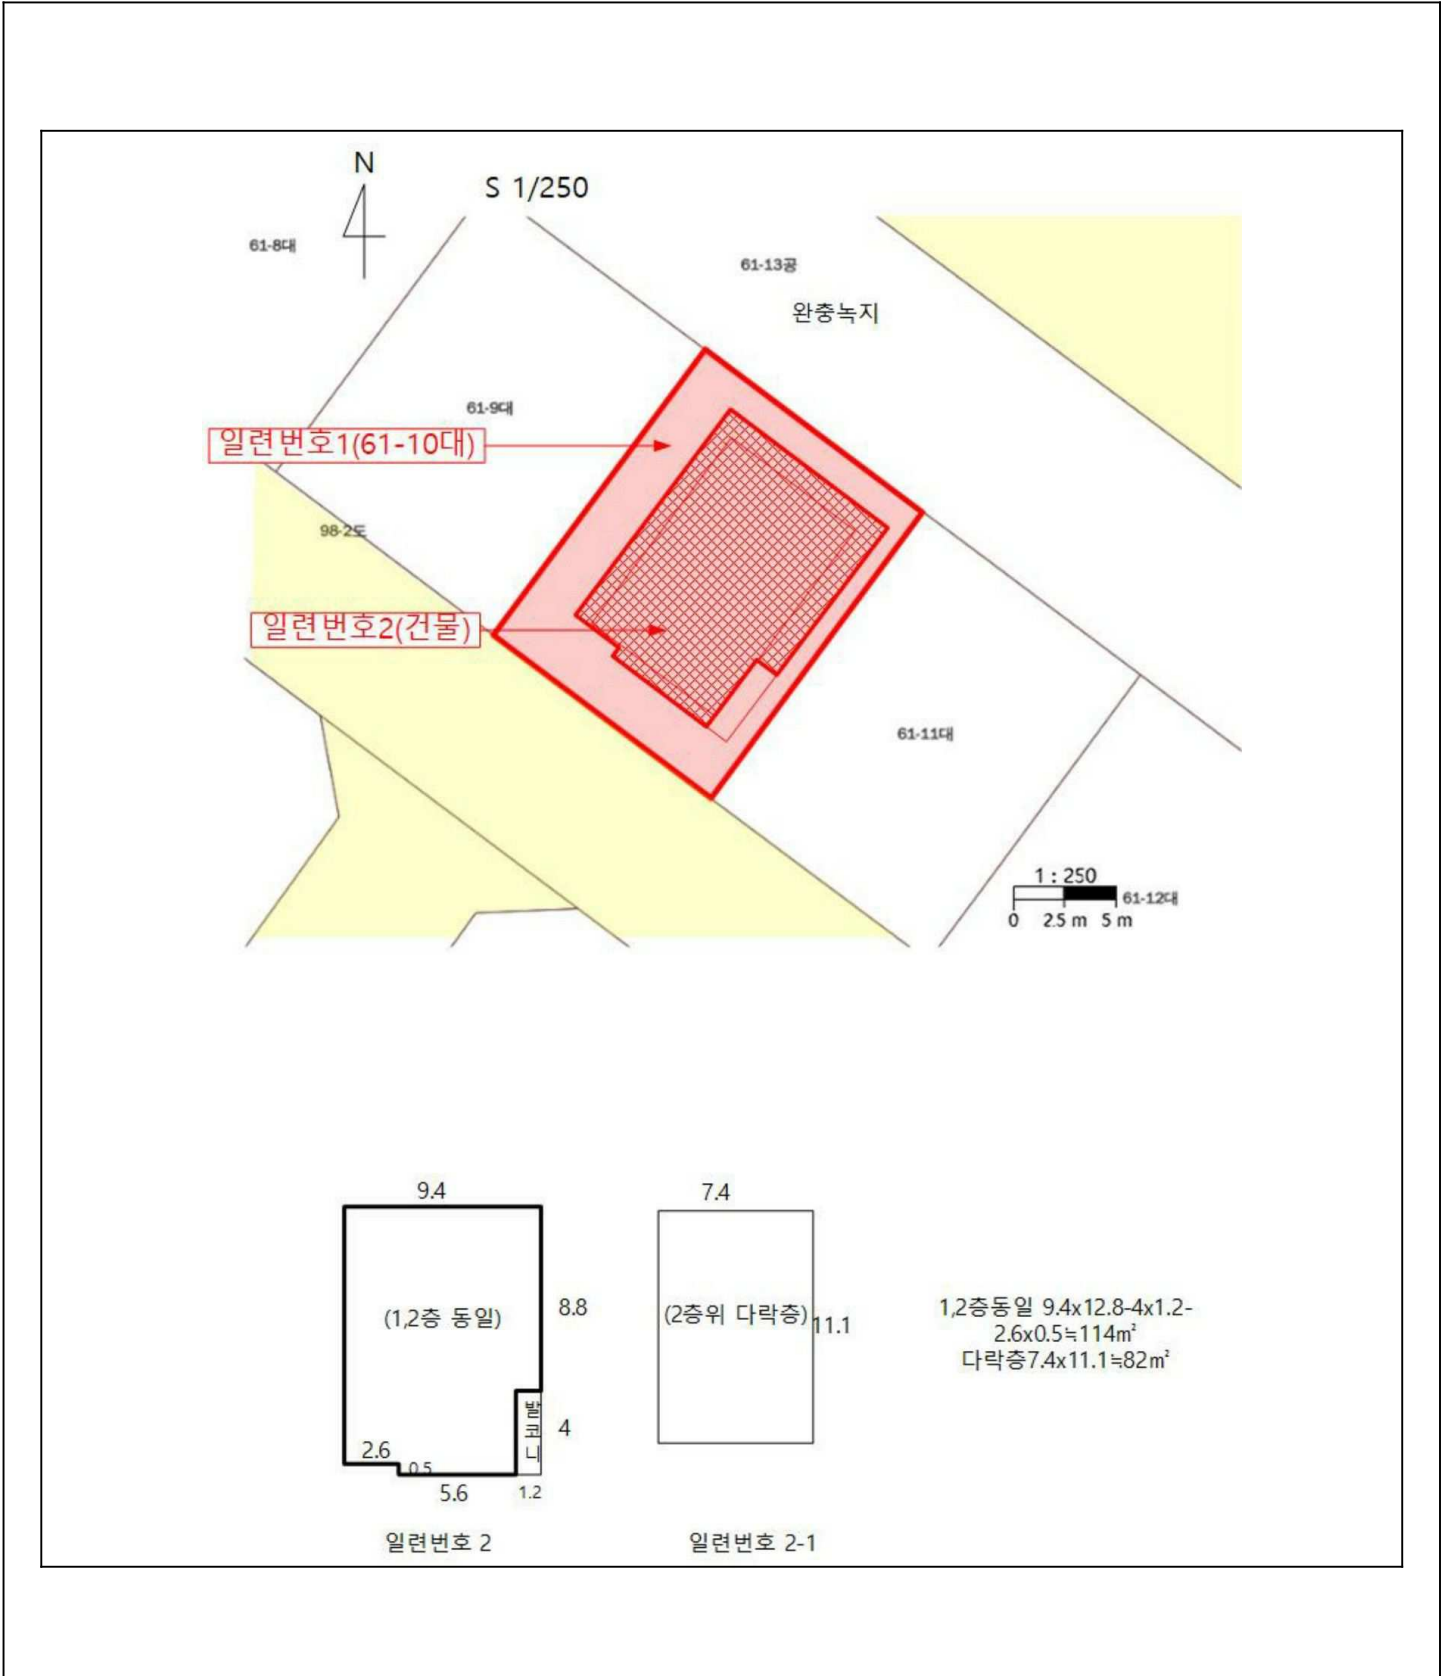 N
S 1/250
61-8대
61-13공
완충녹지
61-9대
일련번호1(61-10대)
98-2도
일련번호2(건물)
61-11대
1 : 250
61-12대
0 2.5 m 5 m
9.4
7.4
(1,2층 동일)
8.8
(2층위 다락층)
11.1
1,2층동일 9.4x12.8-4x1.2-
2.6x0.5≒114㎡
다락층7.4x11.1≒82㎡
발코니
4
2.6
0.5
5.6
1.2
일련번호 2
일련번호 2-1